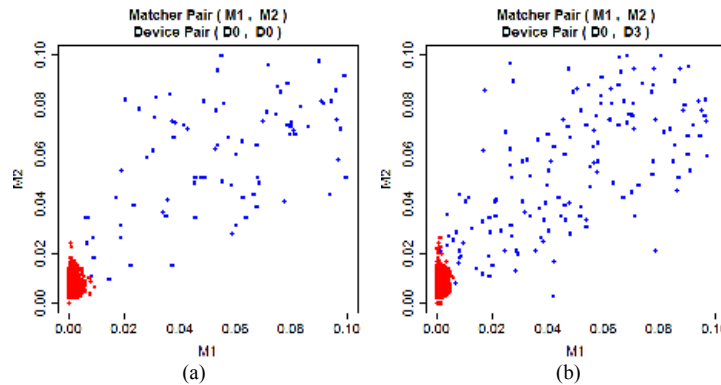 Matcher Pair ( M1 , M2 )
Device Pair ( D0 , D0 )
M2
0.00 0.02 0.04 0.06 0.08 0.10
0.00 0.02 0.04 0.06 0.08 0.10
M1
(a)
Matcher Pair ( M1 , M2 )
Device Pair ( D0 , D3 )
M2
0.00 0.02 0.04 0.06 0.08 0.10
0.00 0.02 0.04 0.06 0.08 0.10
M1
(b)